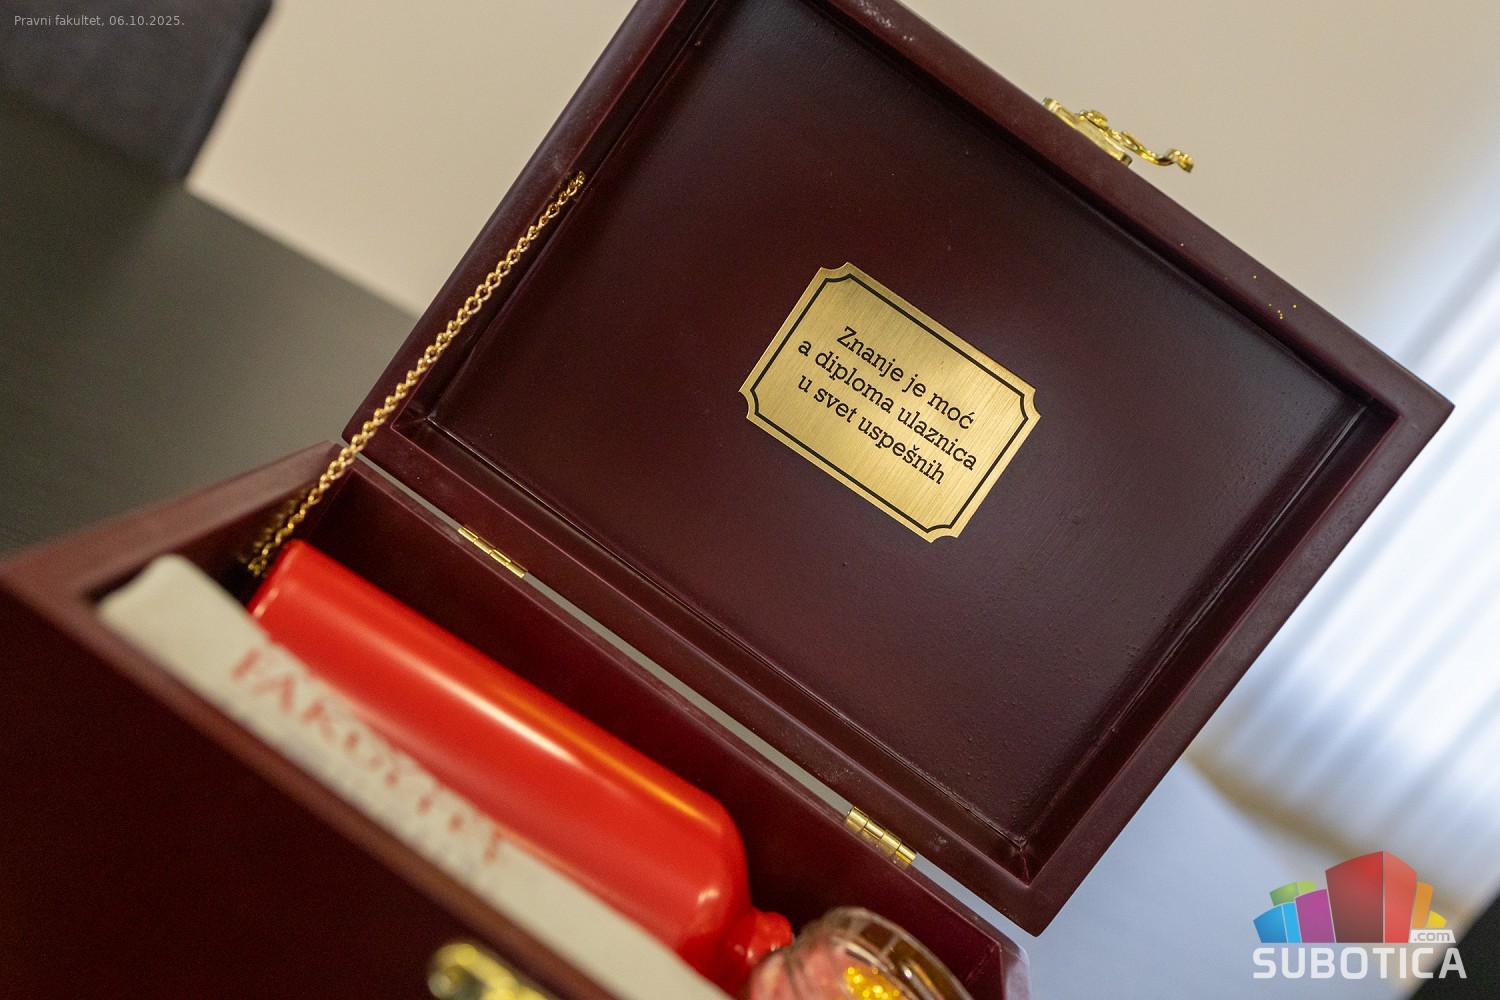 Pravni fakultet, 06.10.2025.
Znanje je moć
a diploma ulaznica
u svet uspešnih
.com
SUBOTICA